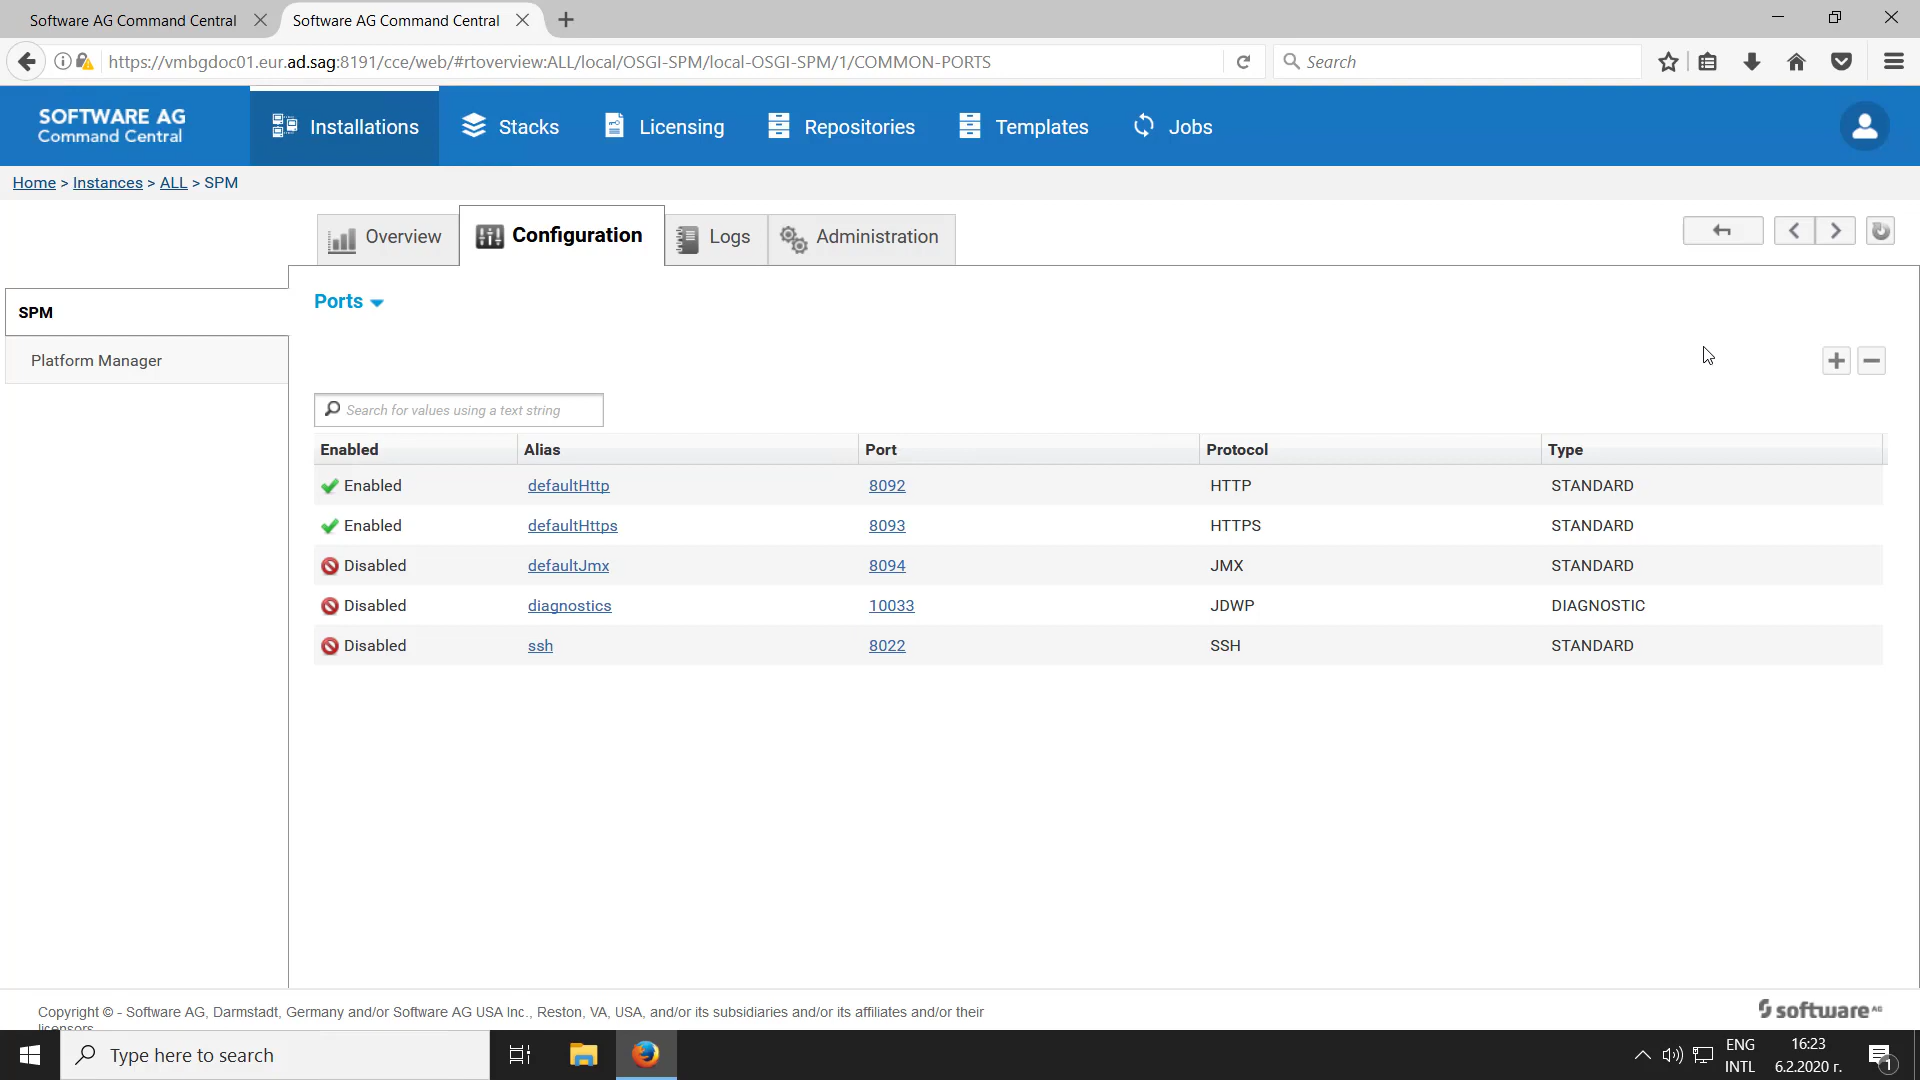 Software AG Command Central
Software AG Command Central
https://vmbgdoc01.eur.ad.sag:8191/cce/web/#rtoverview:ALL/local/OSGI-SPM/local-OSGI-SPM/1/COMMON-PORTS
Search
SOFTWARE AG
Command Central
Installations
Stacks
Licensing
Repositories
Templates
Jobs
Home > Instances > ALL > SPM
Overview
Configuration
Logs
Administration
SPM
Platform Manager
Ports
Search for values using a text string
Enabled Alias Port Protocol Type
Enabled defaultHttp 8092 HTTP STANDARD
Enabled defaultHttps 8093 HTTPS STANDARD
Disabled defaultJmx 8094 JMX STANDARD
Disabled diagnostics 10033 JDWP DIAGNOSTIC
Disabled ssh 8022 SSH STANDARD
Copyright © - Software AG, Darmstadt, Germany and/or Software AG USA Inc., Reston, VA, USA, and/or its subsidiaries and/or its affiliates and/or their
licensors
software AG
Type here to search
ENG
INTL
16:23
6.2.2020 г.
1